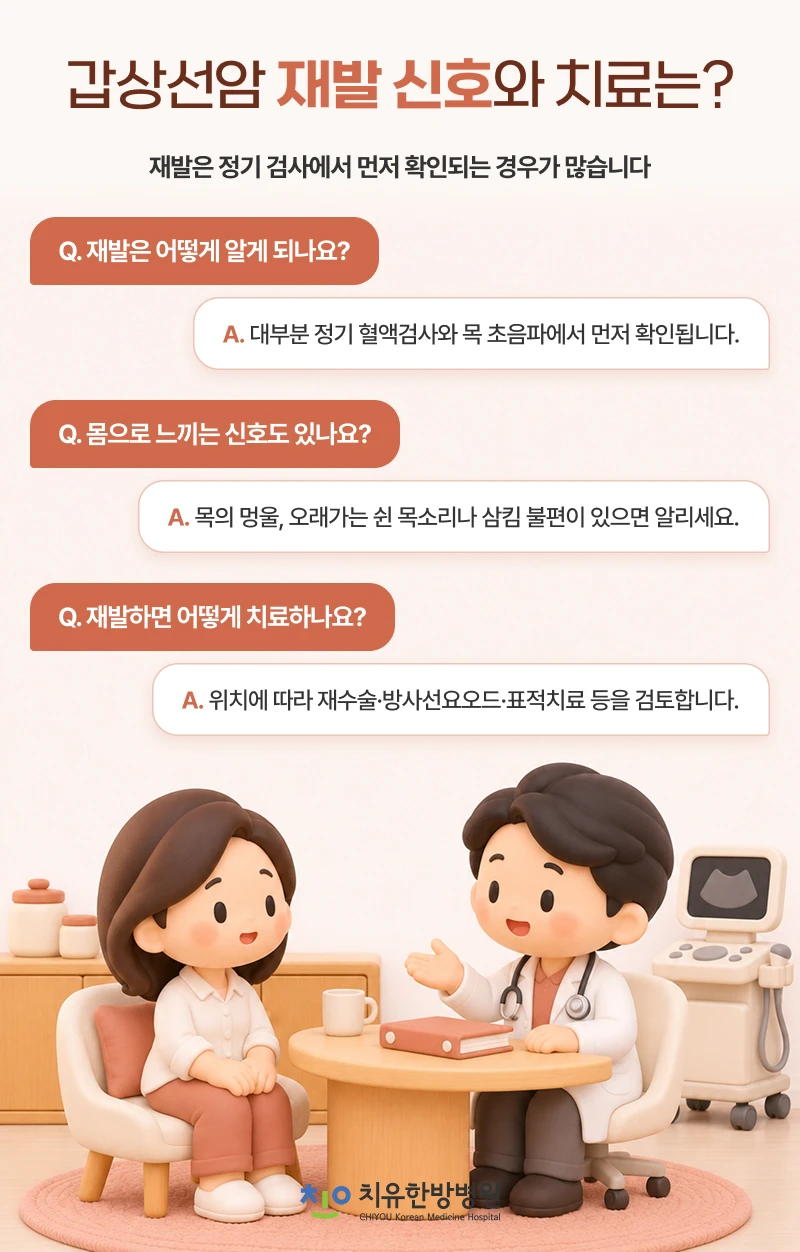 갑상선암 재발 신호와 치료는?
재발은 정기 검사에서 먼저 확인되는 경우가 많습니다
Q. 재발은 어떻게 알게 되나요?
A. 대부분 정기 혈액검사와 목 초음파에서 먼저 확인됩니다.
Q. 몸으로 느끼는 신호도 있나요?
A. 목의 멍울, 오래가는 쉰 목소리나 삼킴 불편이 있으면 알리세요.
Q. 재발하면 어떻게 치료하나요?
A. 위치에 따라 재수술·방사선요오드·표적치료 등을 검토합니다.
치유 치유한방병원
CHIYOU Korean Medicine Hospital